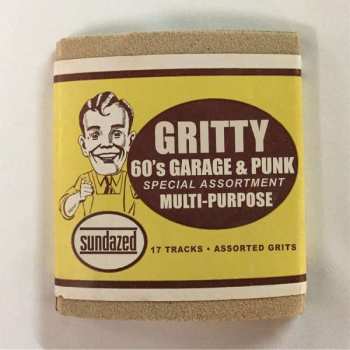 GRITTY
60's GARAGE & PUNK
SPECIAL ASSORTMENT
MULTI-PURPOSE
sundazed
17 TRACKS • ASSORTED GRITS